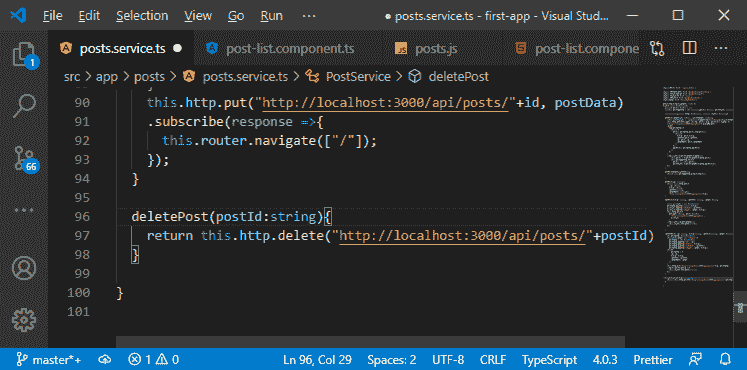 File Edit Selection View Go Run ··· ● posts.service.ts - first-app - Visual Stud...
posts.service.ts ● post-list.component.ts posts.js post-list.compone
src > app > posts > posts.service.ts > PostService > deletePost
90 this.http.put("http://localhost:3000/api/posts/"+id, postData)
91 .subscribe(response =>{
92 this.router.navigate(["/"]);
93 });
94 }
95
96 deletePost(postId:string){
97 return this.http.delete("http://localhost:3000/api/posts/"+postId)
98 }
99
100 }
101
1
66
master*+ 1 0 Ln 96, Col 29 Spaces: 2 UTF-8 CRLF TypeScript 4.0.3 Prettier